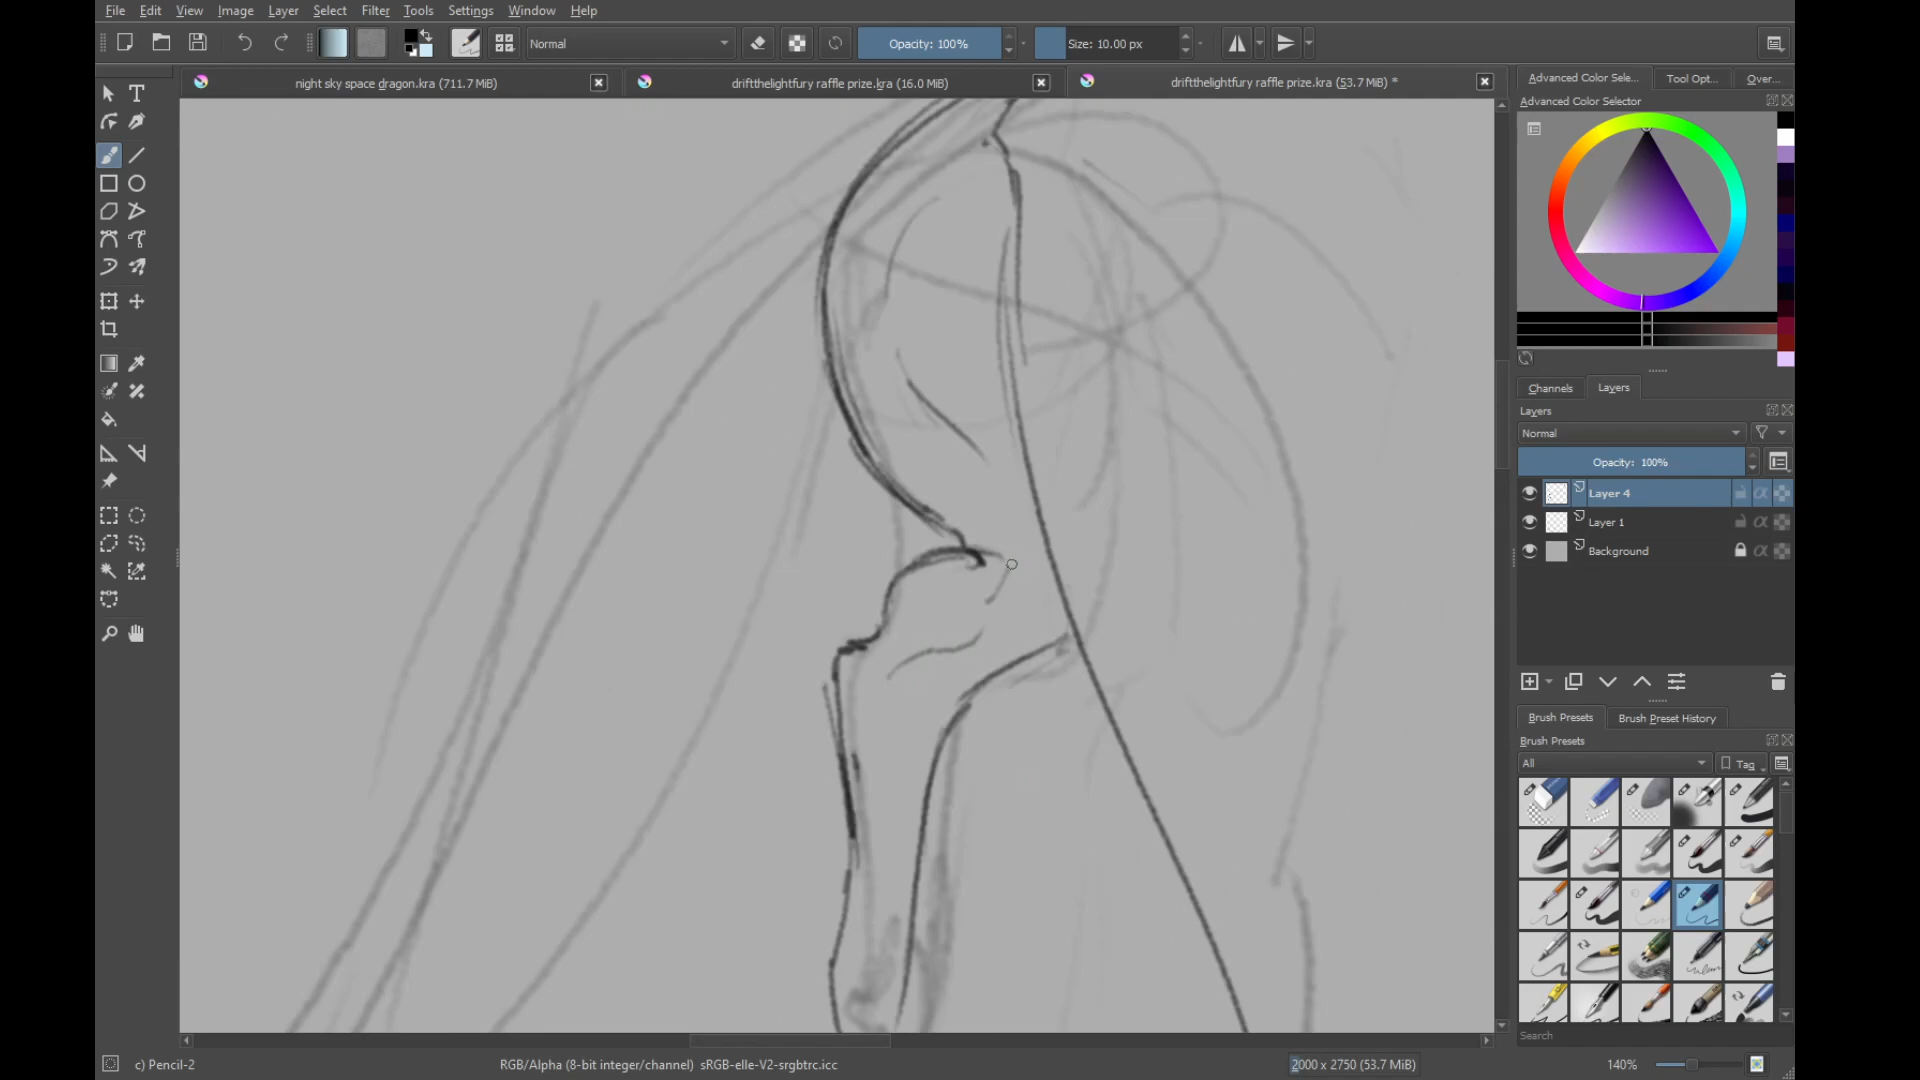 File Edit View Image Layer Select Filter Tools Settings Window Help
Normal Opacity: 100% Size: 10.00 px
night sky space dragon.kra (711.7 MiB) driftthelightfury raffle prize.kra (16.0 MiB) driftthelightfury raffle prize.kra (53.7 MiB) *
Advanced Color Sele... Tool Opt... Over...
Advanced Color Selector
Channels Layers
Layers
Normal
Opacity: 100%
Layer 4
Layer 1
Background
Brush Presets Brush Preset History
Brush Presets
All Tag
Search
c) Pencil-2 RGB/Alpha (8-bit integer/channel) sRGB-elle-V2-srgbtrc.icc 2000 x 2750 (53.7 MiB) 140%